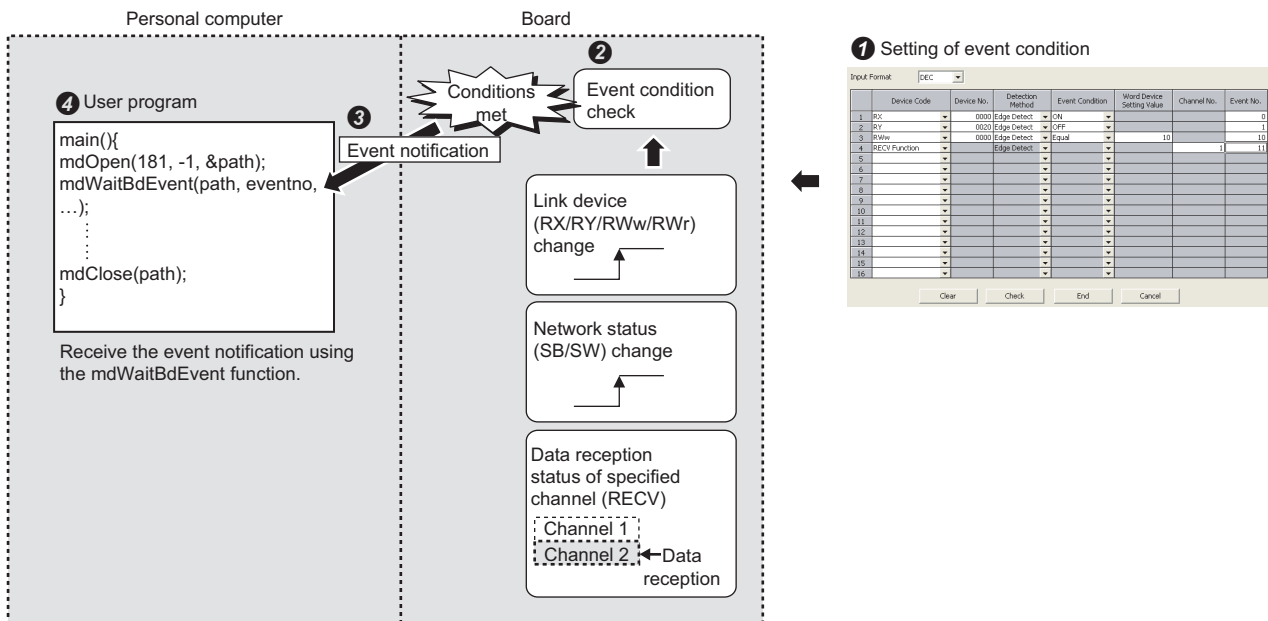 Personal computer
Board
❹ User program
main(){
mdOpen(181, -1, &path);
mdWaitBdEvent(path, eventno,
…);
⋮
⋮
mdClose(path);
}
Receive the event notification using
the mdWaitBdEvent function.
❸
Event notification
Conditions
met
❷
Event condition
check
Link device
(RX/RY/RWw/RWr)
change
Network status
(SB/SW) change
Data reception
status of specified
channel (RECV)
Channel 1
Channel 2
Data
reception
❶ Setting of event condition
Input Format DEC
Device Code Device No. Detection Method Event Condition Word Device Setting Value Channel No. Event No.
1 RX 0000 Edge Detect ON 0
2 RY 0020 Edge Detect OFF 1
3 RWw 0000 Edge Detect Equal 10 10
4 RECV Function Edge Detect 1 11
5
6
7
8
9
10
11
12
13
14
15
16
Clear Check End Cancel